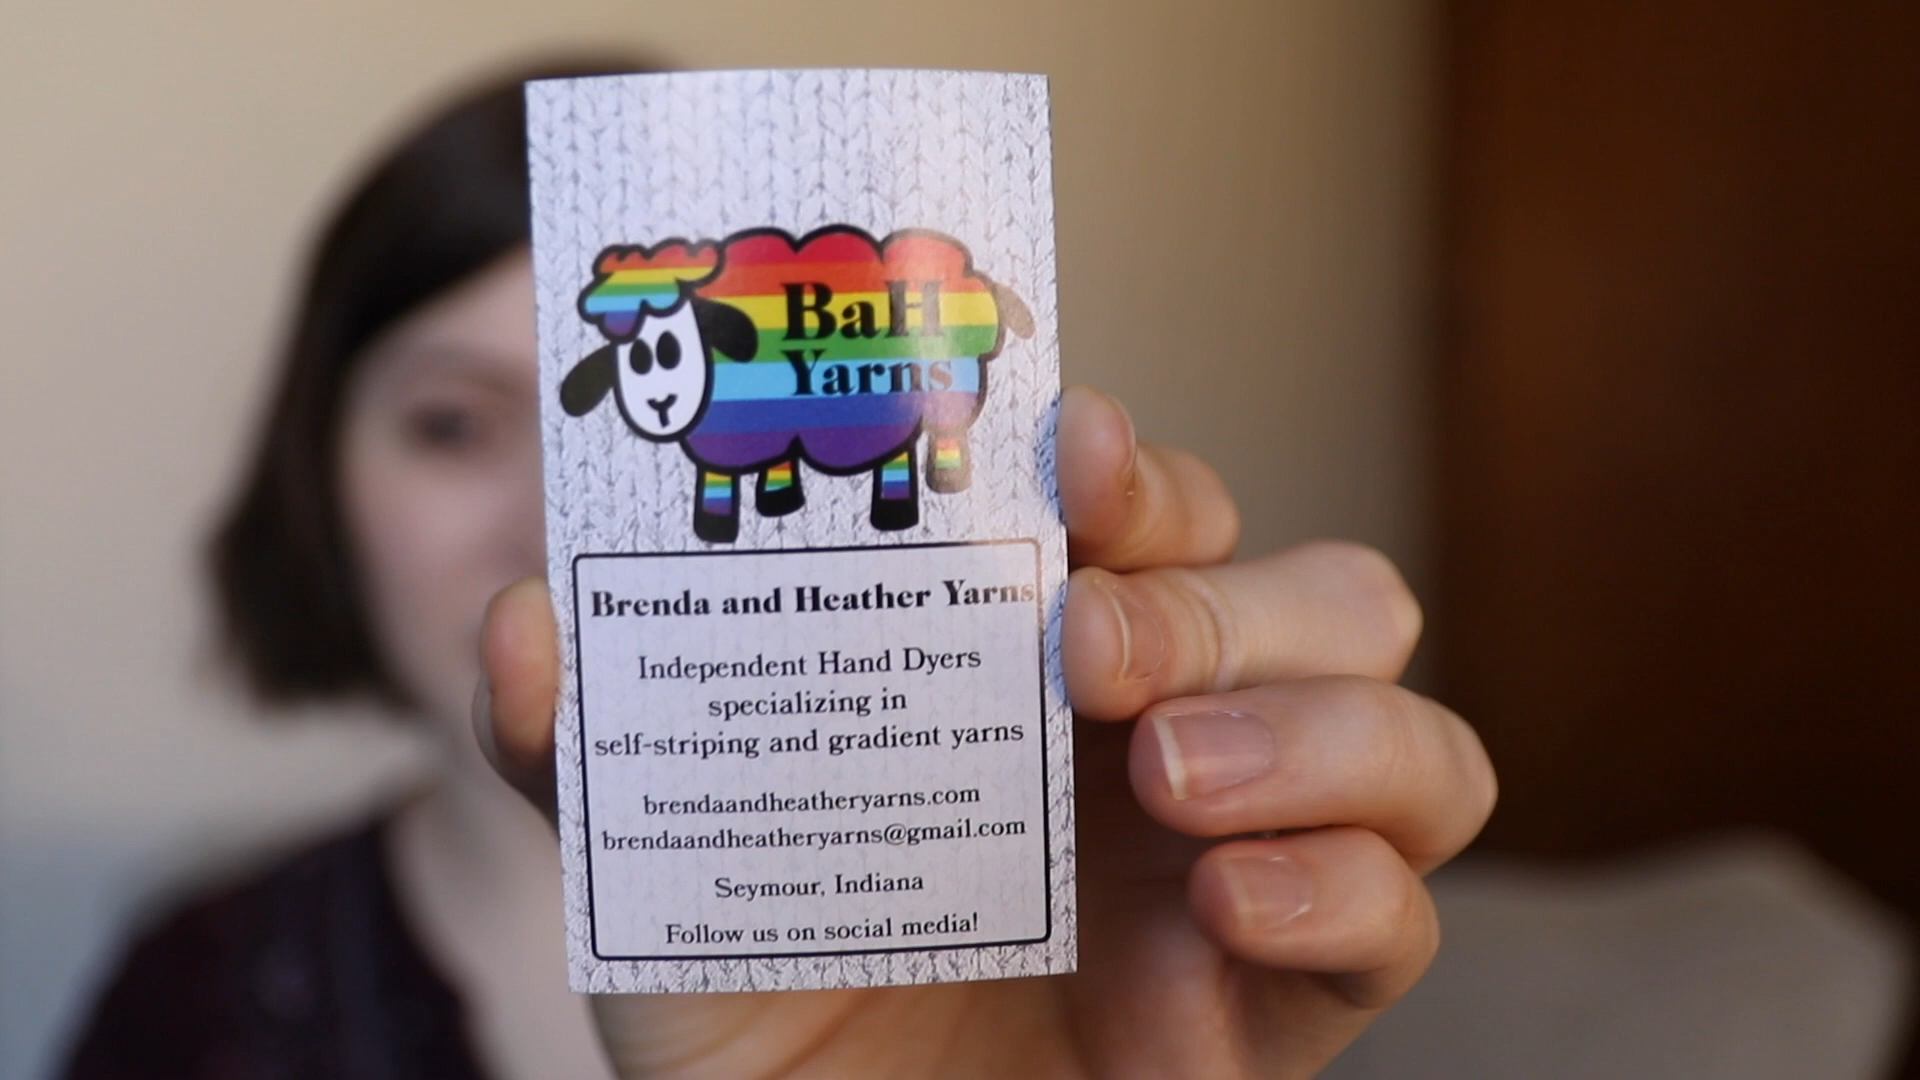 BaH
Yarns
Brenda and Heather Yarns
Independent Hand Dyers
specializing in
self-striping and gradient yarns
brendaandheatheryarns.com
brendaandheatheryarns@gmail.com
Seymour, Indiana
Follow us on social media!